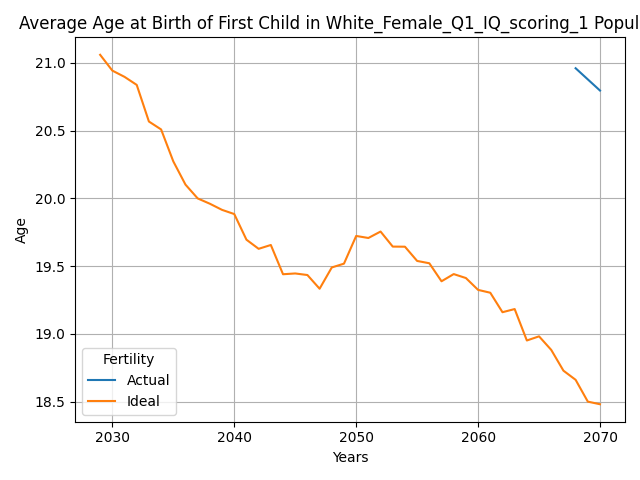 Average Age at Birth of First Child in White_Female_Q1_IQ_scoring_1 Popul
21.0
20.5
20.0
19.5
19.0
18.5
Age
Fertility
Actual
Ideal
2030 2040 2050 2060 2070
Years